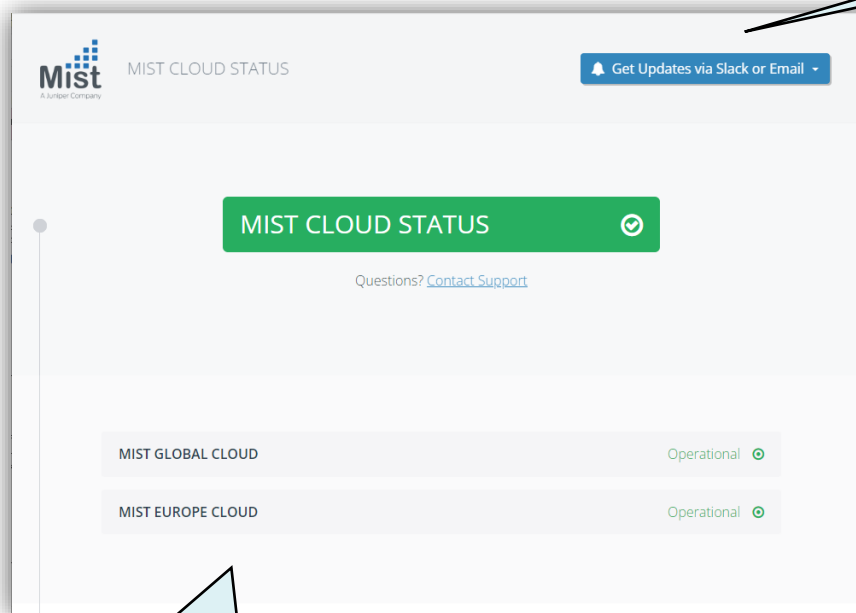 Mist
A Juniper Company
MIST CLOUD STATUS
Get Updates via Slack or Email
MIST CLOUD STATUS
Questions? Contact Support
MIST GLOBAL CLOUD Operational
MIST EUROPE CLOUD Operational